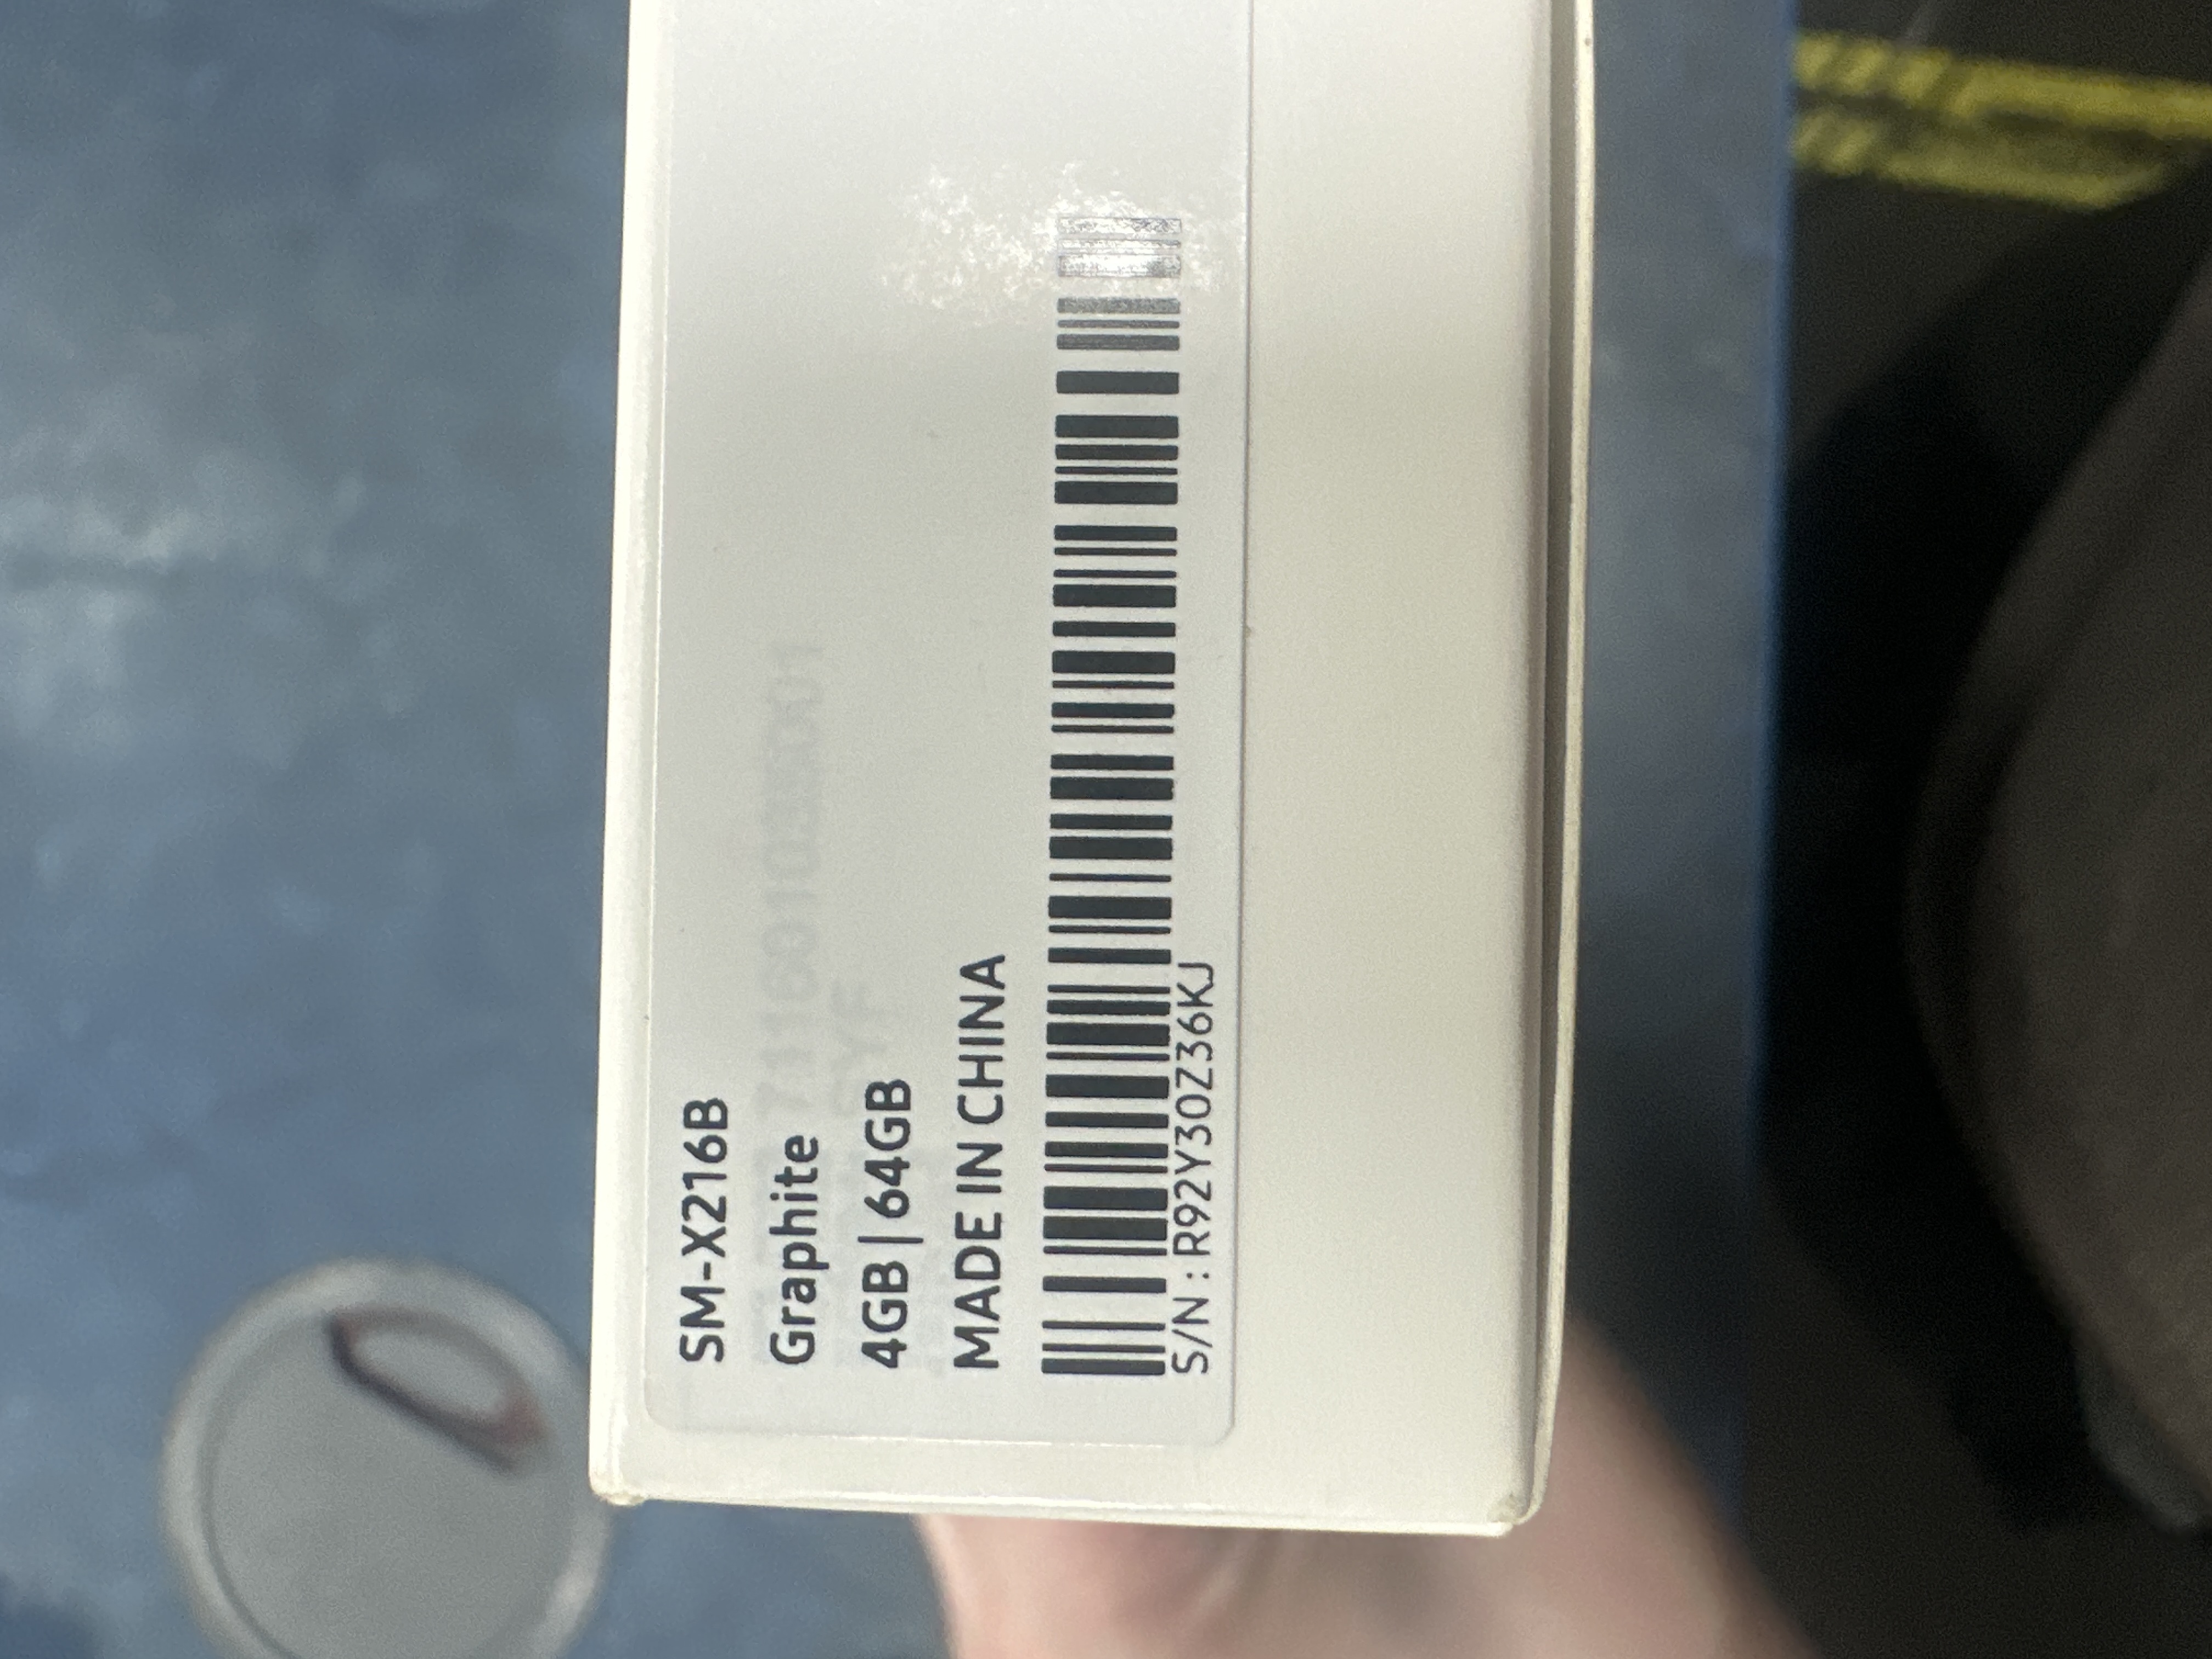 SM-X216B
Graphite
4GB | 64GB
MADE IN CHINA
S/N : R92Y30Z36KJ